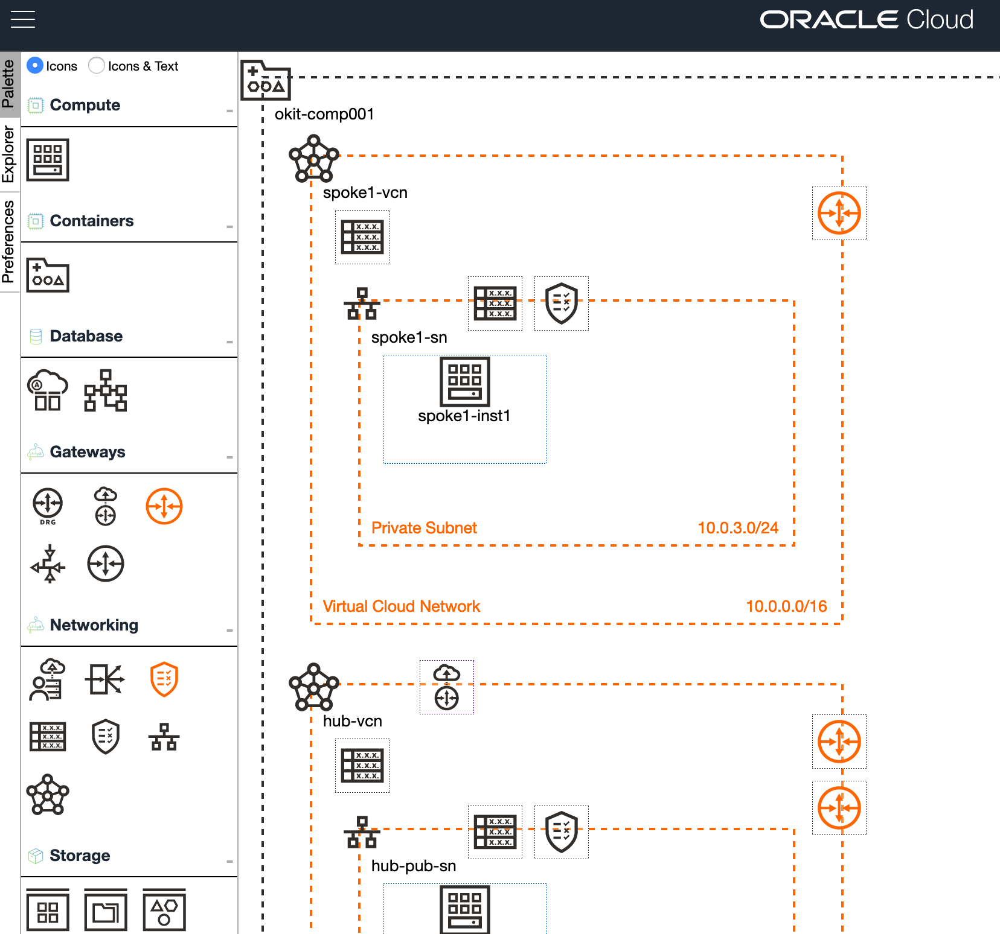 ORACLE Cloud
Palette
Explorer
Preferences
Icons
Icons & Text
Compute
Containers
Database
A
Gateways
DRG
Networking
x.x.x.
x.x.x.
x.x.x.
Storage
okit-comp001
spoke1-vcn
x.x.x.
x.x.x.
x.x.x.
x.x.x.
x.x.x.
x.x.x.
spoke1-sn
spoke1-inst1
Private Subnet
10.0.3.0/24
Virtual Cloud Network
10.0.0.0/16
hub-vcn
x.x.x.
x.x.x.
x.x.x.
x.x.x.
x.x.x.
x.x.x.
hub-pub-sn